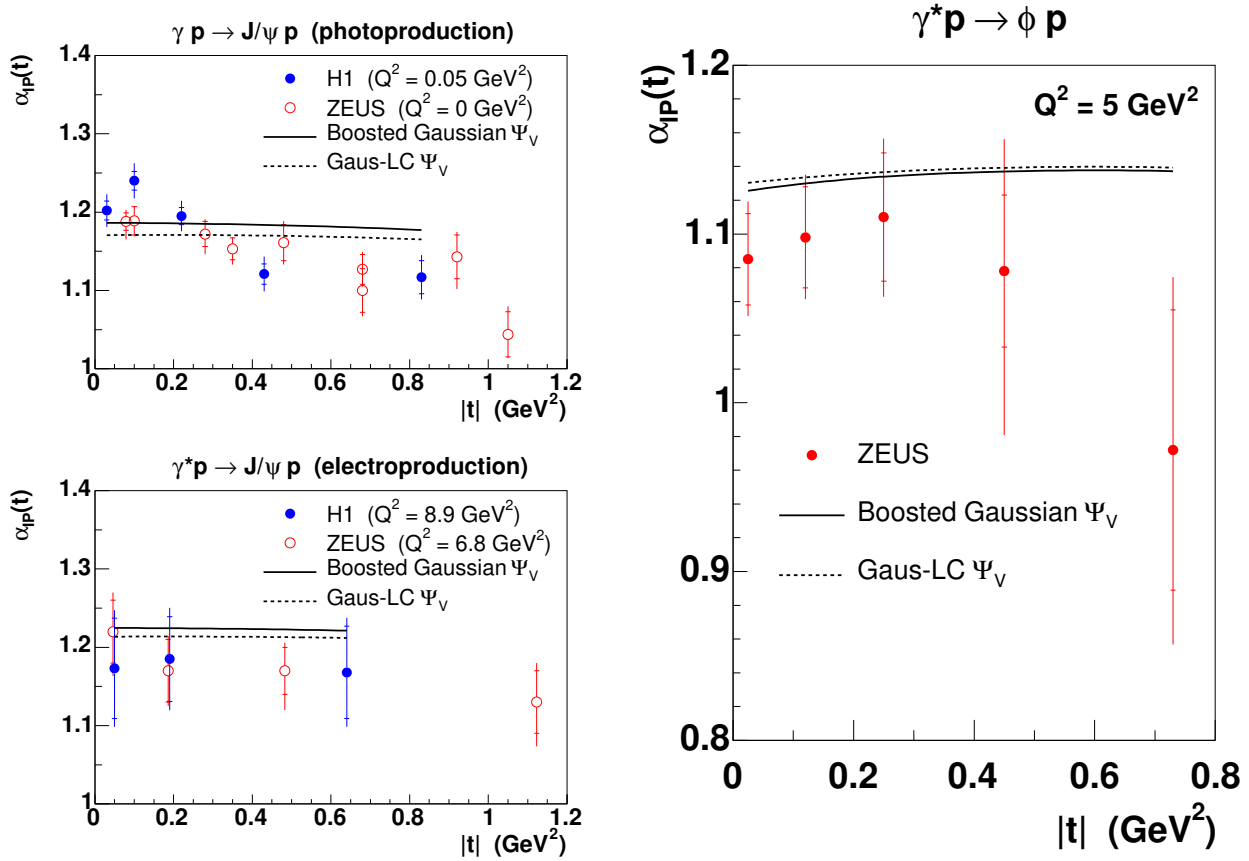 γ p → J/ψ p (photoproduction)
α_IP(t)
1.4
1.3
1.2
1.1
1
H1 (Q² = 0.05 GeV²)
ZEUS (Q² = 0 GeV²)
Boosted Gaussian Ψ_V
Gaus-LC Ψ_V
0 0.2 0.4 0.6 0.8 1 1.2
|t| (GeV²)
γ*p → J/ψ p (electroproduction)
α_IP(t)
1.4
1.3
1.2
1.1
1
H1 (Q² = 8.9 GeV²)
ZEUS (Q² = 6.8 GeV²)
Boosted Gaussian Ψ_V
Gaus-LC Ψ_V
0 0.2 0.4 0.6 0.8 1 1.2
|t| (GeV²)
γ*p → ϕ p
α_IP(t)
1.2
1.1
1
0.9
0.8
Q² = 5 GeV²
ZEUS
Boosted Gaussian Ψ_V
Gaus-LC Ψ_V
0 0.2 0.4 0.6 0.8
|t| (GeV²)